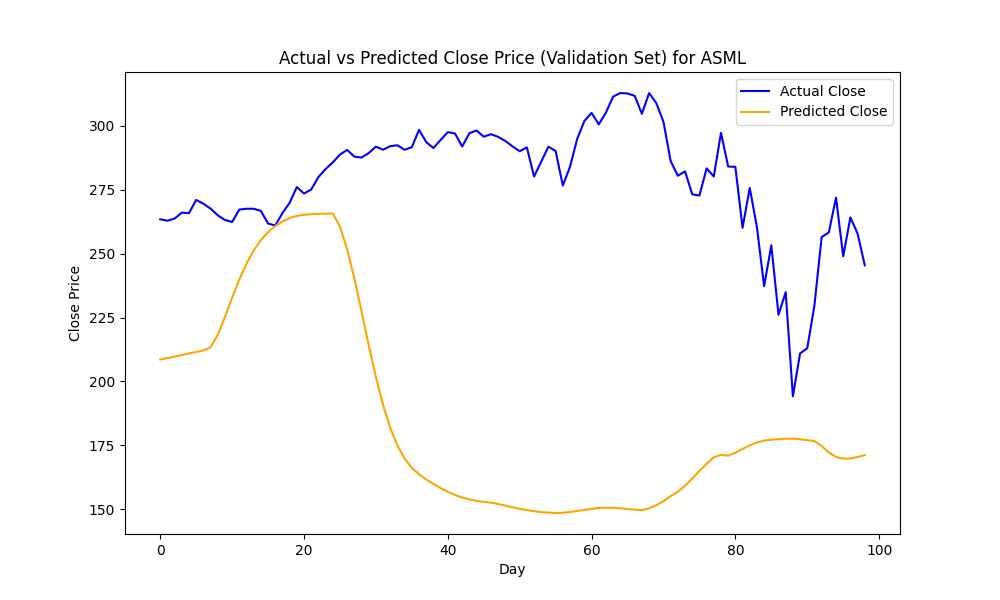 Actual vs Predicted Close Price (Validation Set) for ASML
Actual Close
Predicted Close
300
275
250
225
200
175
150
Close Price
0 20 40 60 80 100
Day